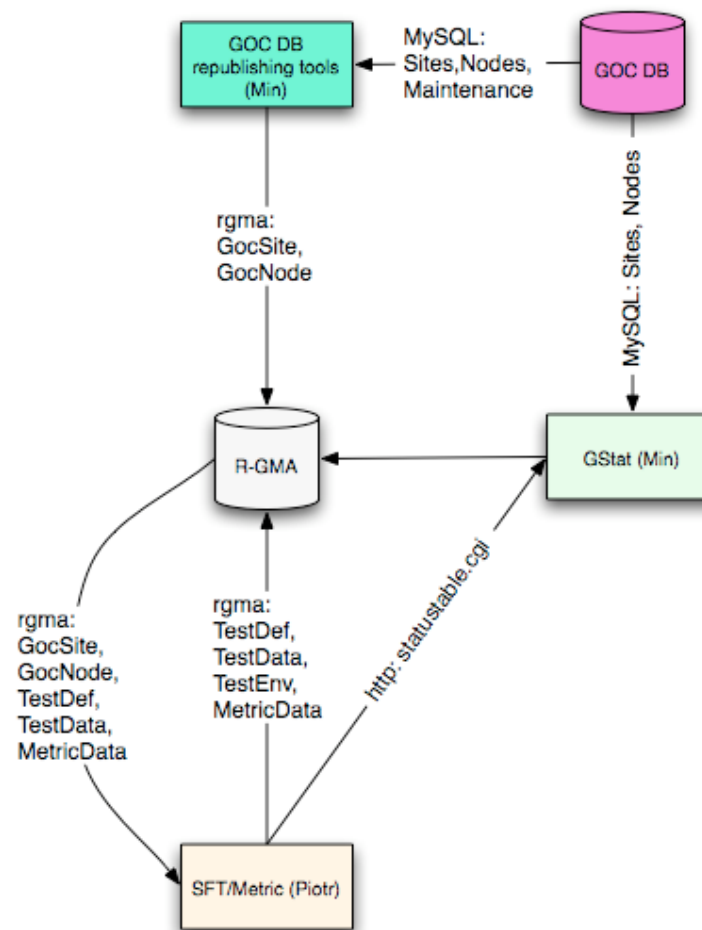 GOC DB
republishing tools
(Min)
MySQL:
Sites,Nodes,
Maintenance
GOC DB
rgma:
GocSite,
GocNode
MySQL: Sites, Nodes
R-GMA
GStat (Min)
rgma:
GocSite,
GocNode,
TestDef,
TestData,
MetricData
rgma:
TestDef,
TestData,
TestEnv,
MetricData
http: statustable.cgi
SFT/Metric (Piotr)